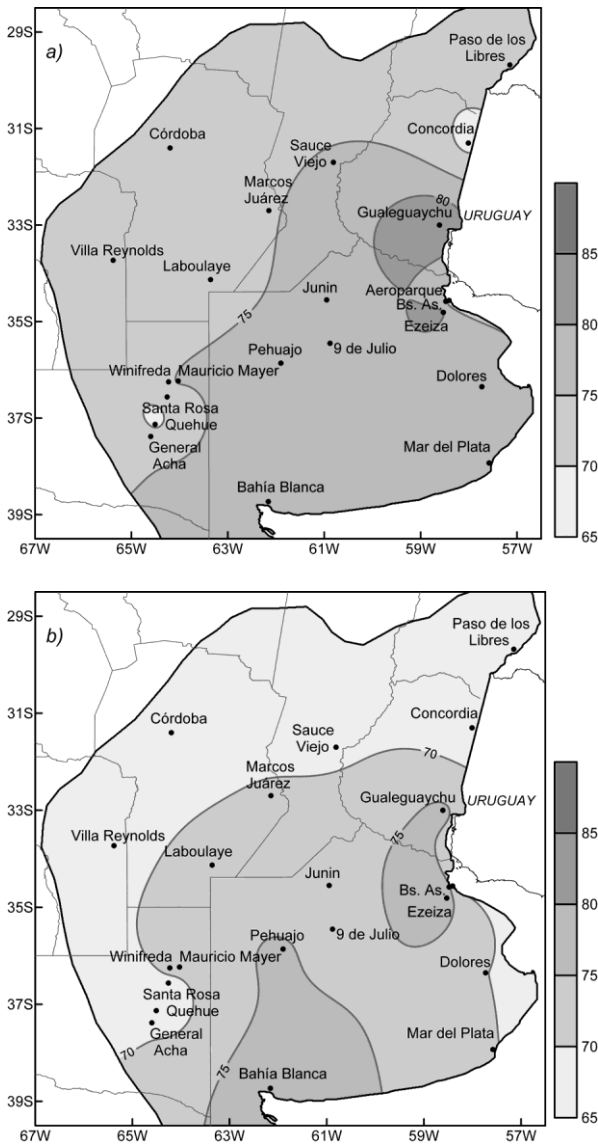 29S
a)
Paso de los
Libres
31S
Córdoba
Concordia
Sauce
Viejo
Marcos
Juárez
33S
80
Gualeguaychu
URUGUAY
85
Villa Reynolds
Laboulaye
Junin
Aeroparque
Bs. As.
75
35S
Ezeiza
80
Pehuajo
9 de Julio
Winifreda
Mauricio Mayer
Dolores
75
37S
Santa Rosa
Quehue
General
Acha
Mar del Plata
70
Bahía Blanca
39S
65
67W
65W
63W
61W
59W
57W
29S
b)
Paso de los
Libres
31S
Córdoba
Concordia
Sauce
Viejo
70
Marcos
Juárez
33S
Gualeguaychu
URUGUAY
85
Villa Reynolds
75
Laboulaye
Junin
Bs. As.
35S
Ezeiza
80
Pehuajo
9 de Julio
Winifreda
Mauricio Mayer
Dolores
75
37S
Santa Rosa
Quehue
General
Acha
70
Mar del Plata
70
75
Bahía Blanca
39S
65
67W
65W
63W
61W
59W
57W